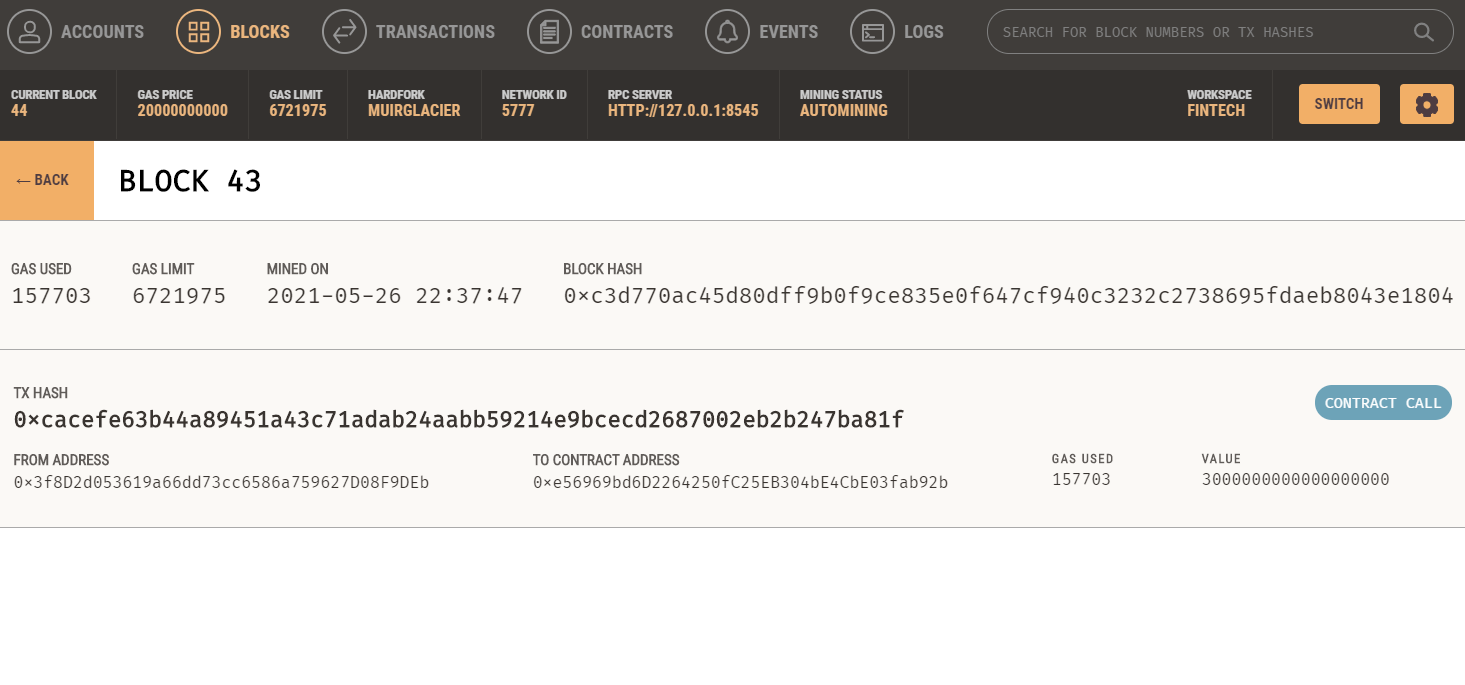 ACCOUNTS BLOCKS TRANSACTIONS CONTRACTS EVENTS LOGS SEARCH FOR BLOCK NUMBERS OR TX HASHES
CURRENT BLOCK GAS PRICE GAS LIMIT HARDFORK NETWORK ID RPC SERVER MINING STATUS WORKSPACE
44 20000000000 6721975 MUIRGLACIER 5777 HTTP://127.0.0.1:8545 AUTOMINING FINTECH SWITCH
← BACK BLOCK 43
GAS USED GAS LIMIT MINED ON BLOCK HASH
157703 6721975 2021-05-26 22:37:47 0×c3d770ac45d80dff9b0f9ce835e0f647cf940c3232c2738695fdaeb8043e1804
TX HASH
0×cacefe63b44a89451a43c71adab24aabb59214e9bcecd2687002eb2b247ba81f CONTRACT CALL
FROM ADDRESS TO CONTRACT ADDRESS GAS USED VALUE
0×3f8D2d053619a66dd73cc6586a759627D08F9DEb 0×e56969bd6D2264250fC25EB304bE4CbE03fab92b 157703 3000000000000000000